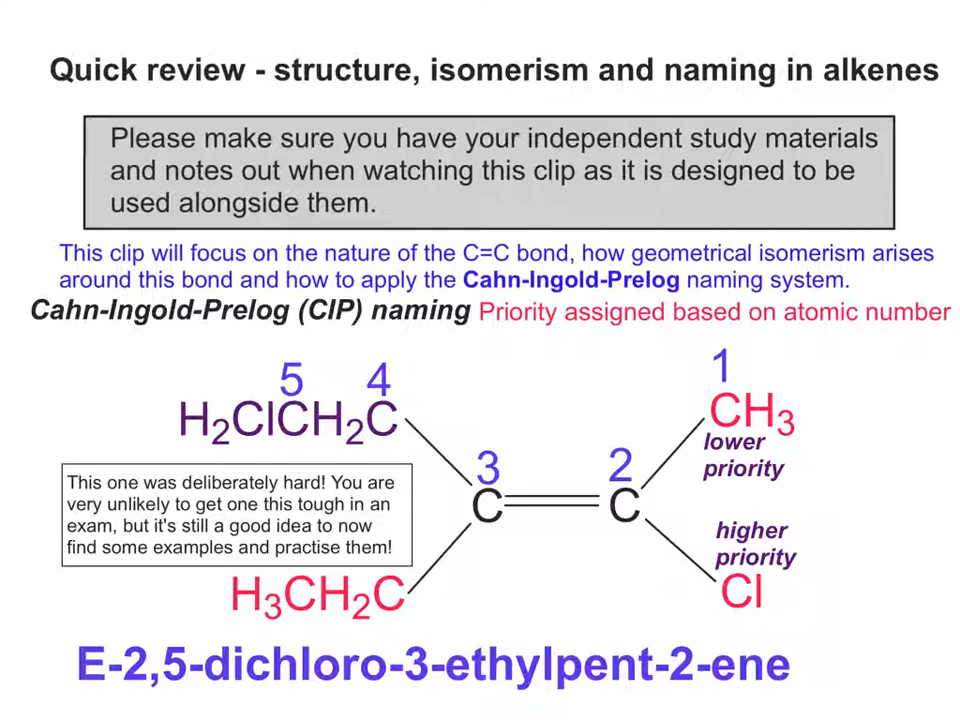 Quick review - structure, isomerism and naming in alkenes
Please make sure you have your independent study materials
and notes out when watching this clip as it is designed to be
used alongside them.
This clip will focus on the nature of the C=C bond, how geometrical isomerism arises
around this bond and how to apply the Cahn-Ingold-Prelog naming system.
Cahn-Ingold-Prelog (CIP) naming Priority assigned based on atomic number
5 4 1
H₂ClCH₂C CH₃
lower
priority
3 2
C C
This one was deliberately hard! You are
very unlikely to get one this tough in an
exam, but it's still a good idea to now
find some examples and practise them!
higher
priority
H₃CH₂C Cl
E-2,5-dichloro-3-ethylpent-2-ene